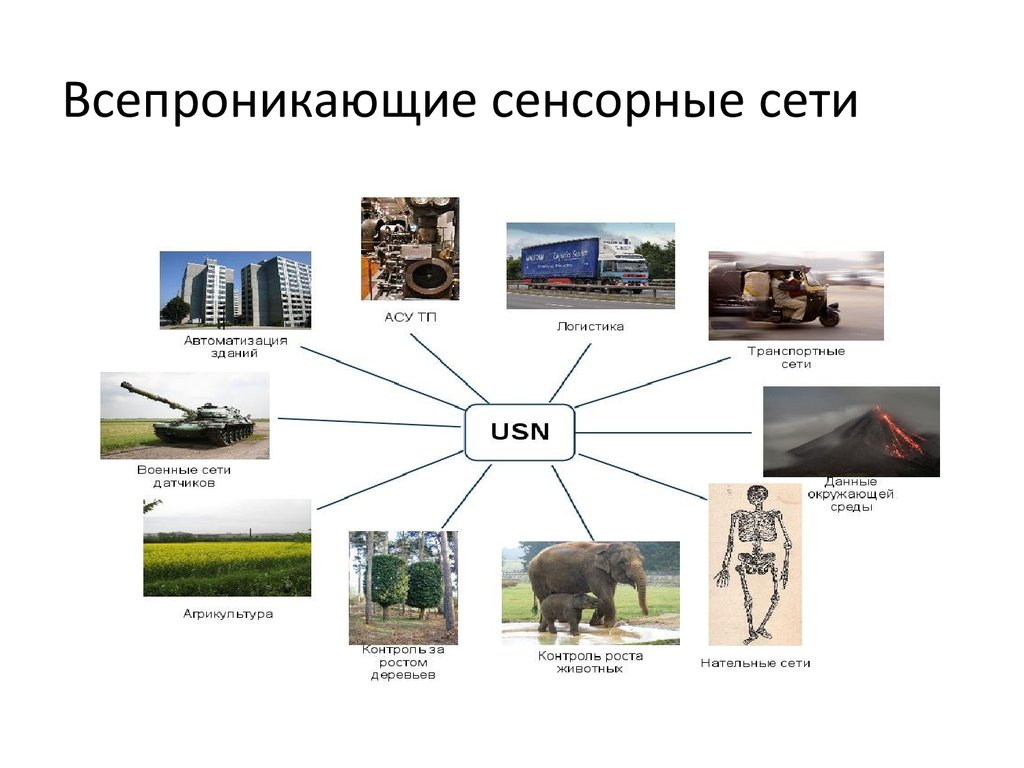 Всепроникающие сенсорные сети
АСУ ТП
Логистика
Автоматизация
зданий
Транспортные
сети
USN
Военные сети
датчиков
Данные
окружающей
среды
Агрикультура
Контроль за
ростом
деревьев
Контроль роста
животных
Нательные сети